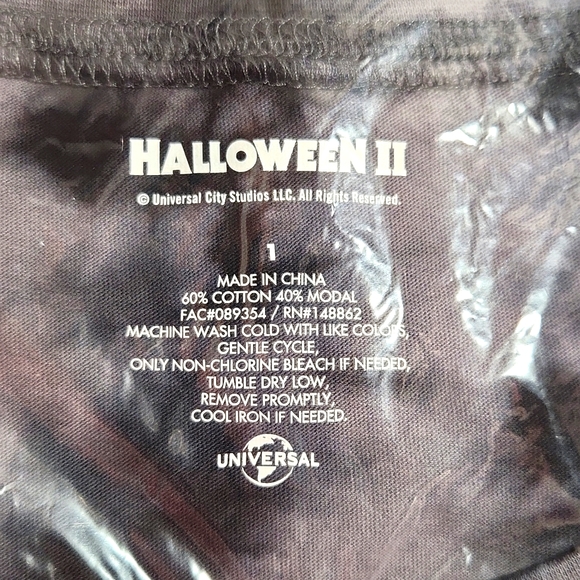 HALLOWEEN II
© Universal City Studios LLC. All Rights Reserved.
1
MADE IN CHINA
60% COTTON 40% MODAL
FAC#089354 / RN#148862
MACHINE WASH COLD WITH LIKE COLORS,
GENTLE CYCLE,
ONLY NON-CHLORINE BLEACH IF NEEDED,
TUMBLE DRY LOW,
REMOVE PROMPTLY,
COOL IRON IF NEEDED.
UNIVERSAL